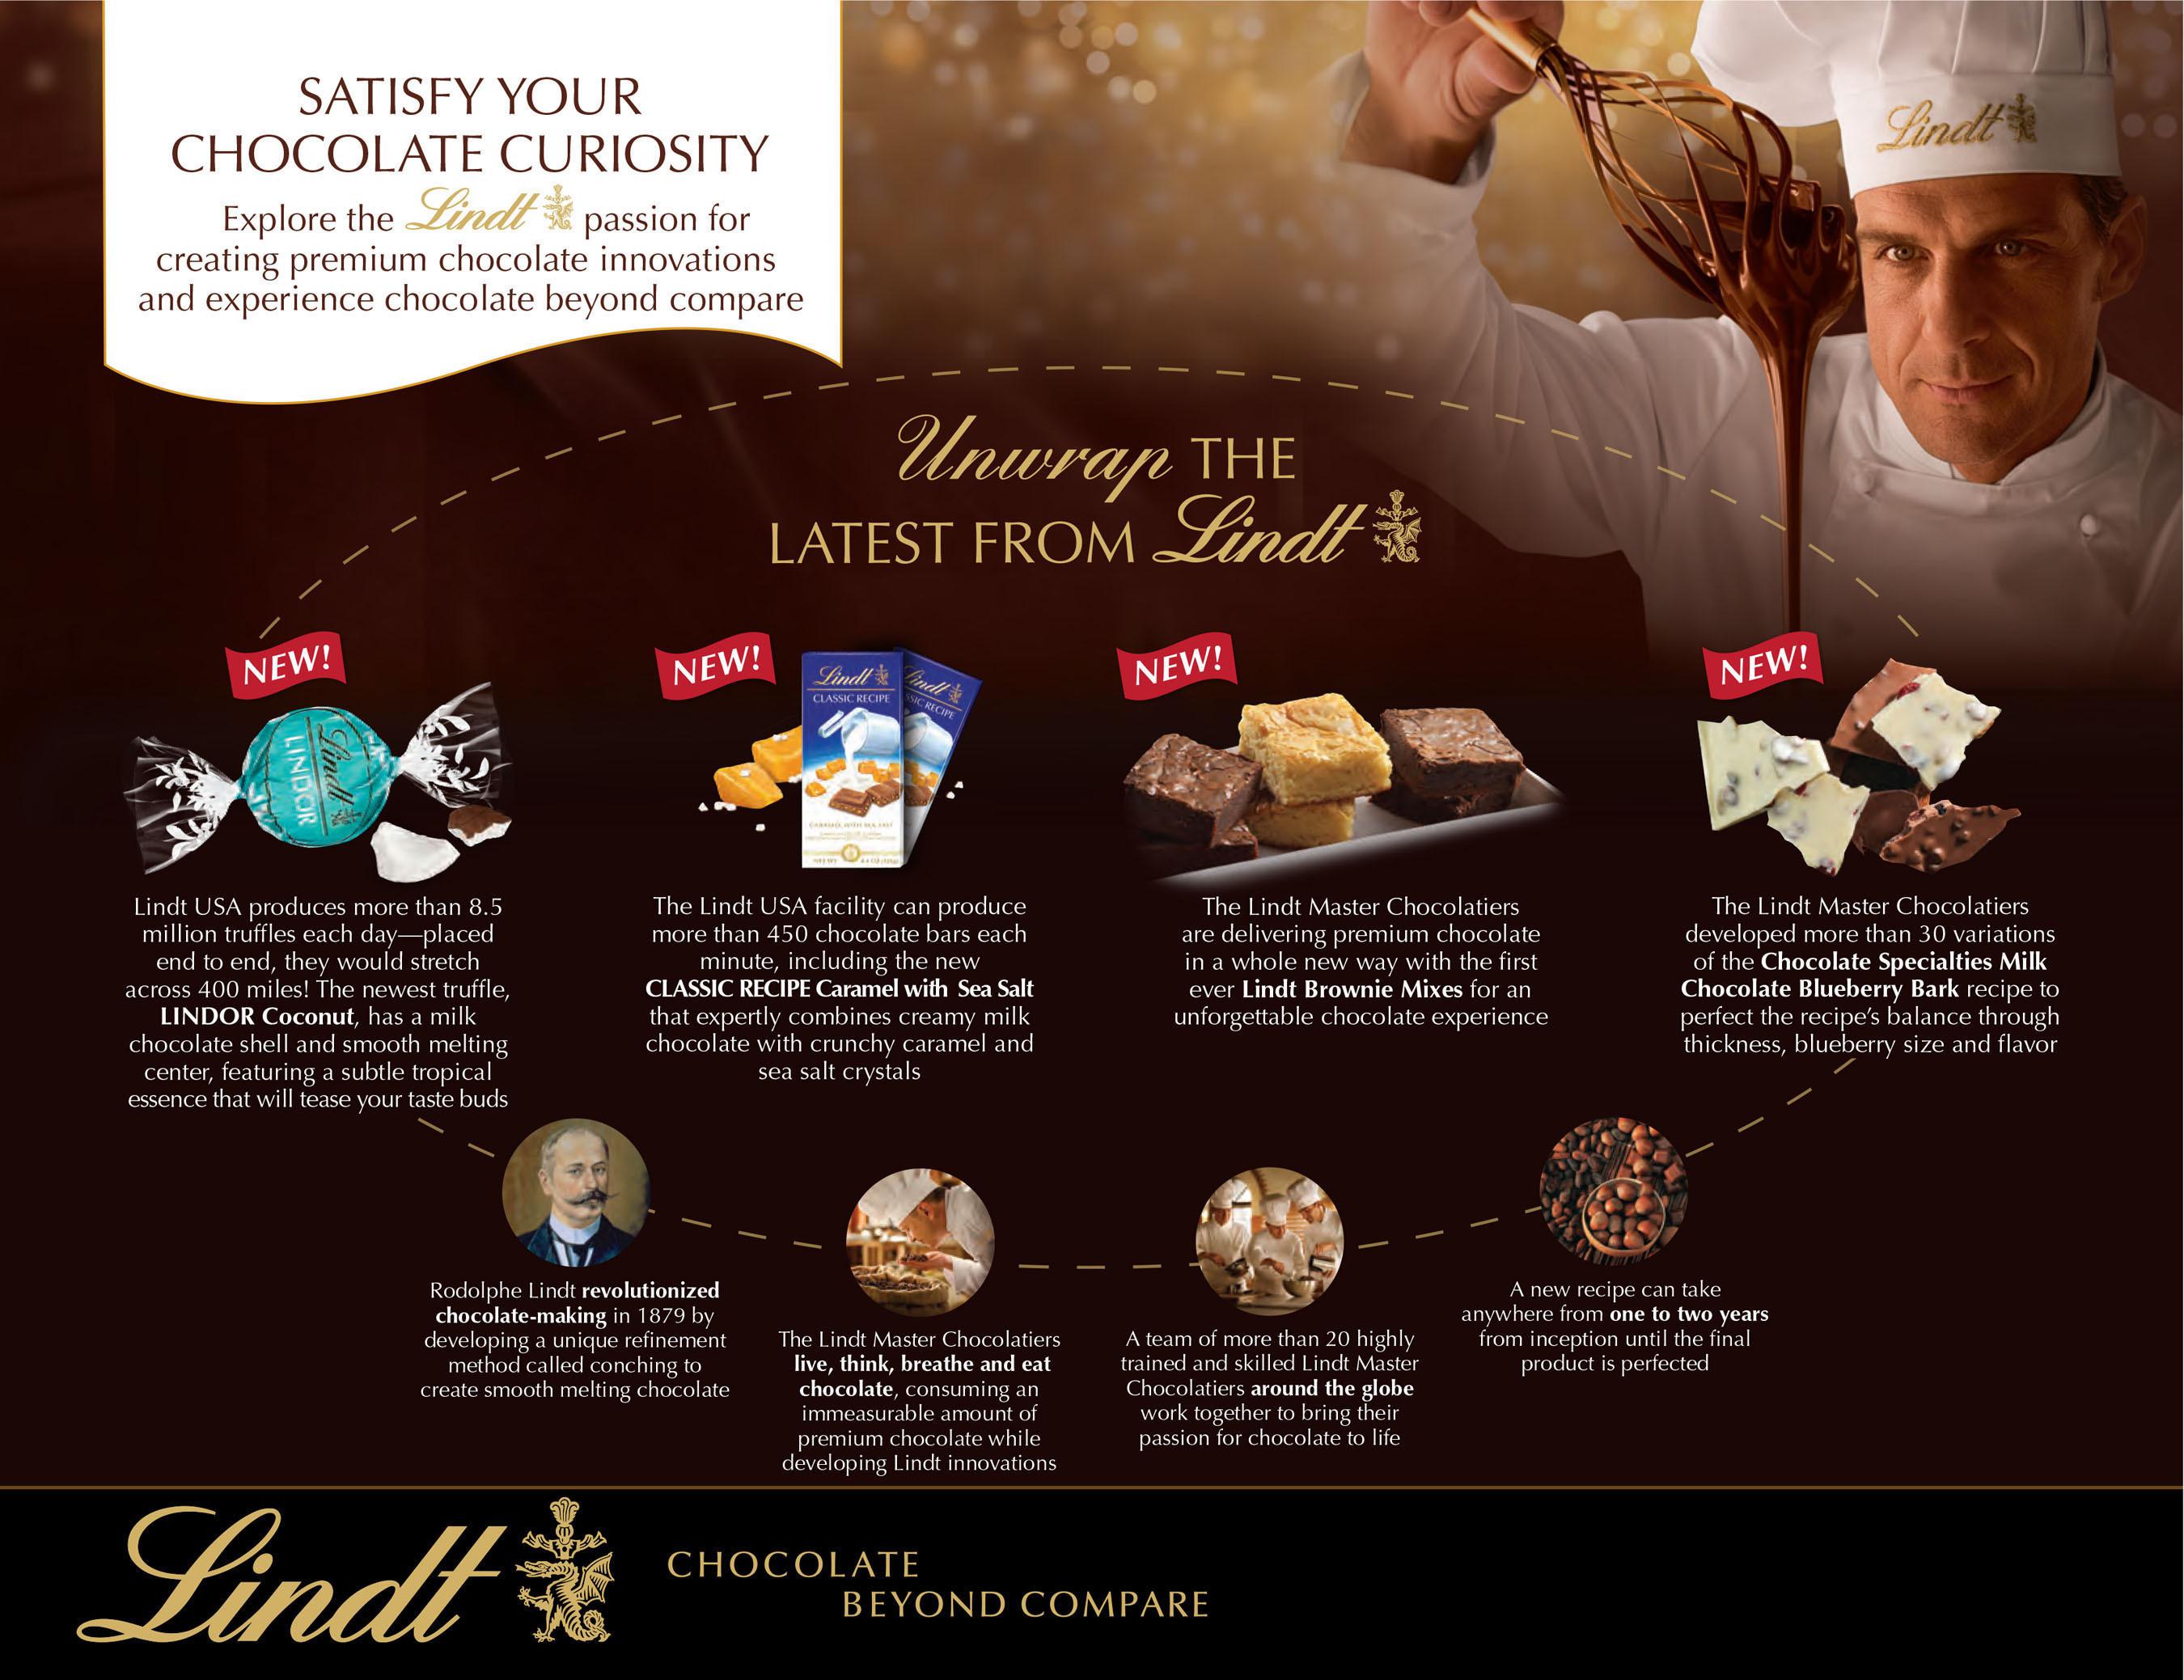 SATISFY YOUR
CHOCOLATE CURIOSITY
Explore the Lindt passion for
creating premium chocolate innovations
and experience chocolate beyond compare
Lindt
Unwrap THE
LATEST FROM Lindt
NEW!
Lindt
LINDOR
Lindt USA produces more than 8.5
million truffles each day—placed
end to end, they would stretch
across 400 miles! The newest truffle,
LINDOR Coconut, has a milk
chocolate shell and smooth melting
center, featuring a subtle tropical
essence that will tease your taste buds
NEW!
Lindt
CLASSIC RECIPE
Lindt
SIC RECIPE
CARAMEL WITH SEA SALT
NET WT 4.4 OZ
The Lindt USA facility can produce
more than 450 chocolate bars each
minute, including the new
CLASSIC RECIPE Caramel with Sea Salt
that expertly combines creamy milk
chocolate with crunchy caramel and
sea salt crystals
NEW!
The Lindt Master Chocolatiers
are delivering premium chocolate
in a whole new way with the first
ever Lindt Brownie Mixes for an
unforgettable chocolate experience
NEW!
The Lindt Master Chocolatiers
developed more than 30 variations
of the Chocolate Specialties Milk
Chocolate Blueberry Bark recipe to
perfect the recipe's balance through
thickness, blueberry size and flavor
Rodolphe Lindt revolutionized
chocolate-making in 1879 by
developing a unique refinement
method called conching to
create smooth melting chocolate
The Lindt Master Chocolatiers
live, think, breathe and eat
chocolate, consuming an
immeasurable amount of
premium chocolate while
developing Lindt innovations
A team of more than 20 highly
trained and skilled Lindt Master
Chocolatiers around the globe
work together to bring their
passion for chocolate to life
A new recipe can take
anywhere from one to two years
from inception until the final
product is perfected
Lindt
CHOCOLATE
BEYOND COMPARE